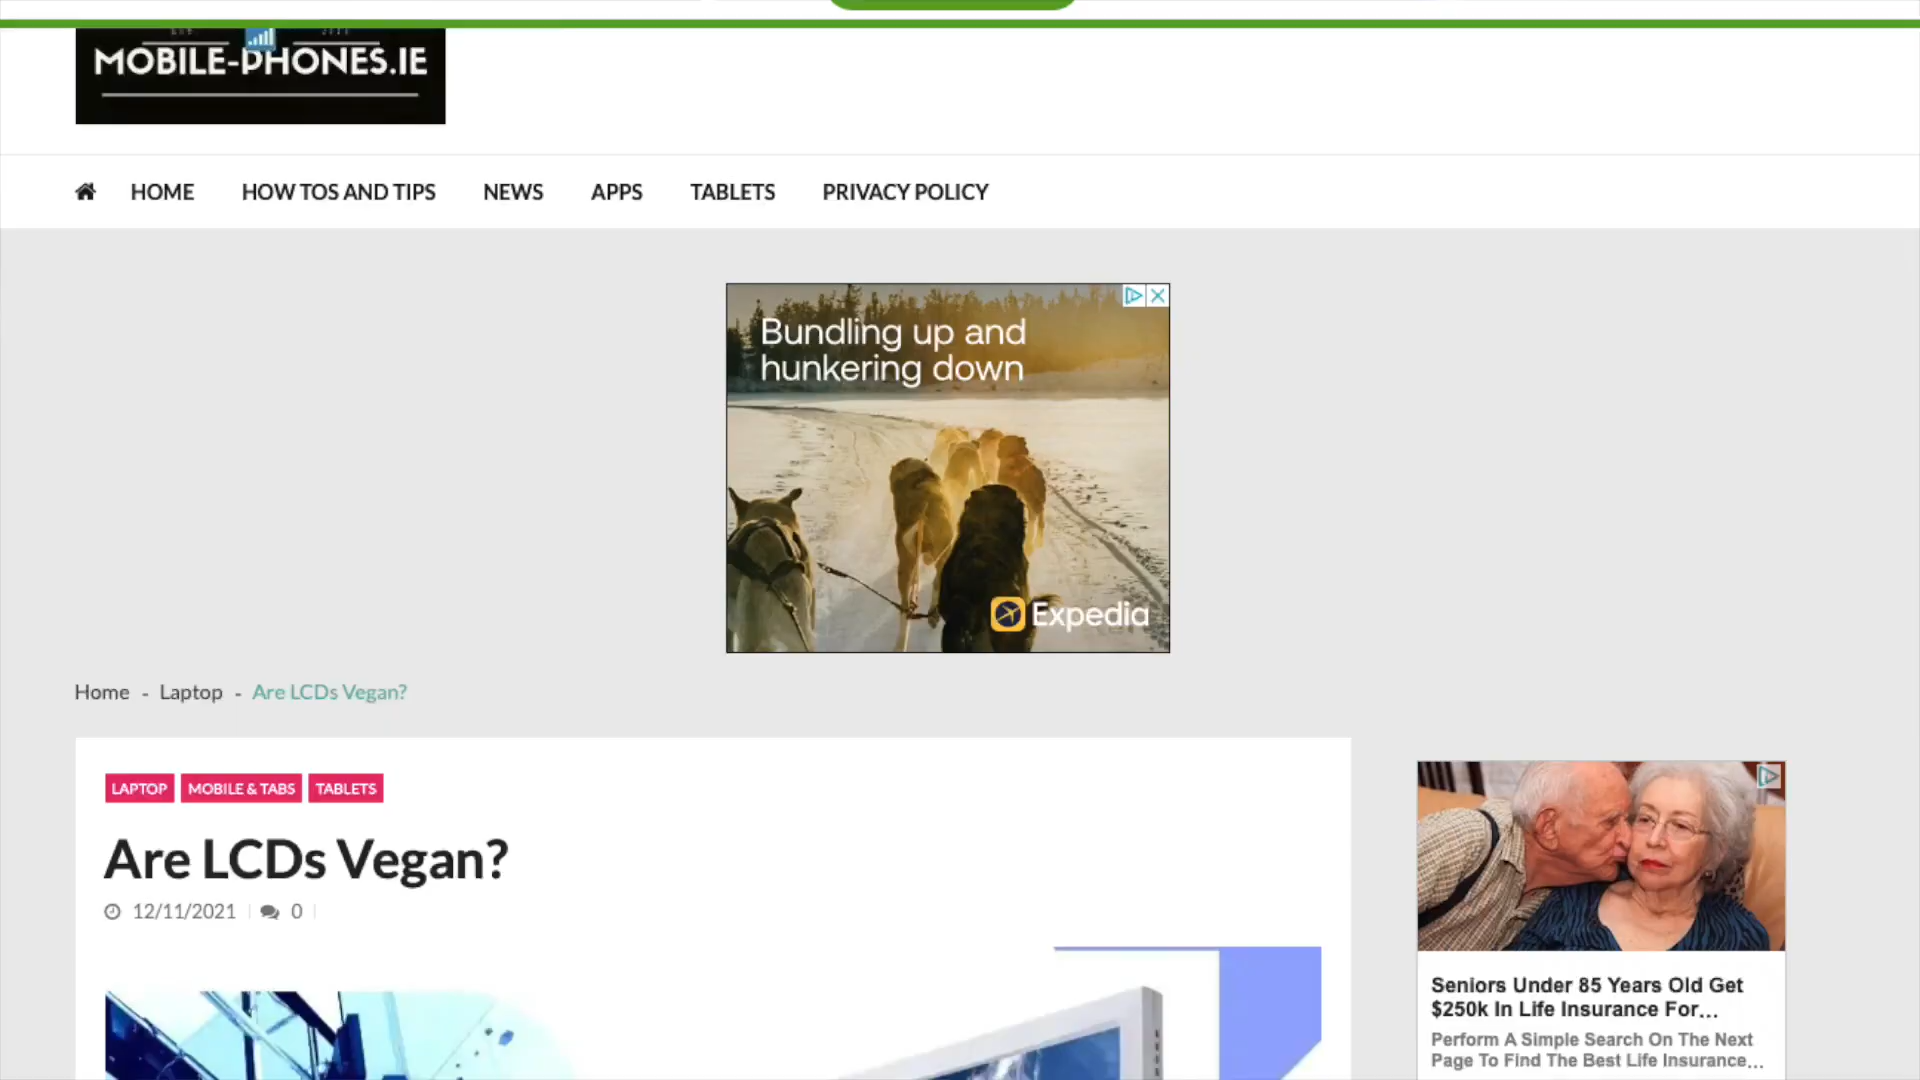 MOBILE-PHONES.IE
HOME HOW TOS AND TIPS NEWS APPS TABLETS PRIVACY POLICY
Bundling up and
hunkering down
Expedia
Home - Laptop - Are LCDs Vegan?
LAPTOP MOBILE & TABS TABLETS
Are LCDs Vegan?
12/11/2021 0
Seniors Under 85 Years Old Get
$250k In Life Insurance For...
Perform A Simple Search On The Next
Page To Find The Best Life Insurance...